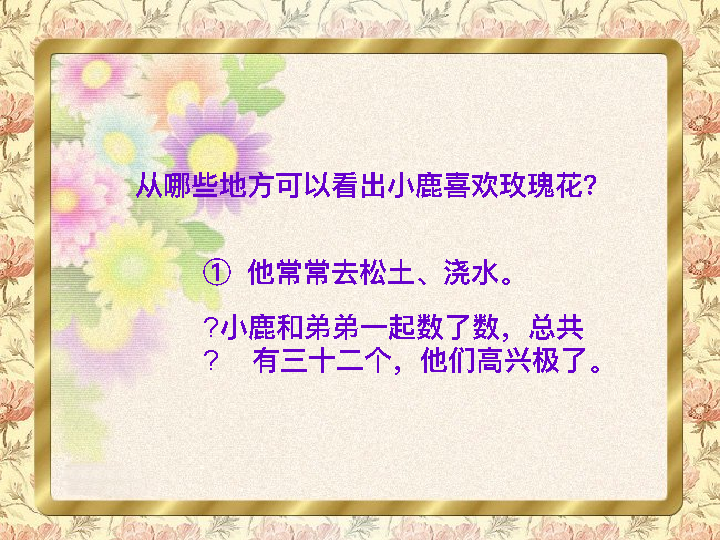 从哪些地方可以看出小鹿喜欢玫瑰花？
① 他常常去松土、浇水。
?小鹿和弟弟一起数了数，总共
? 有三十二个，他们高兴极了。